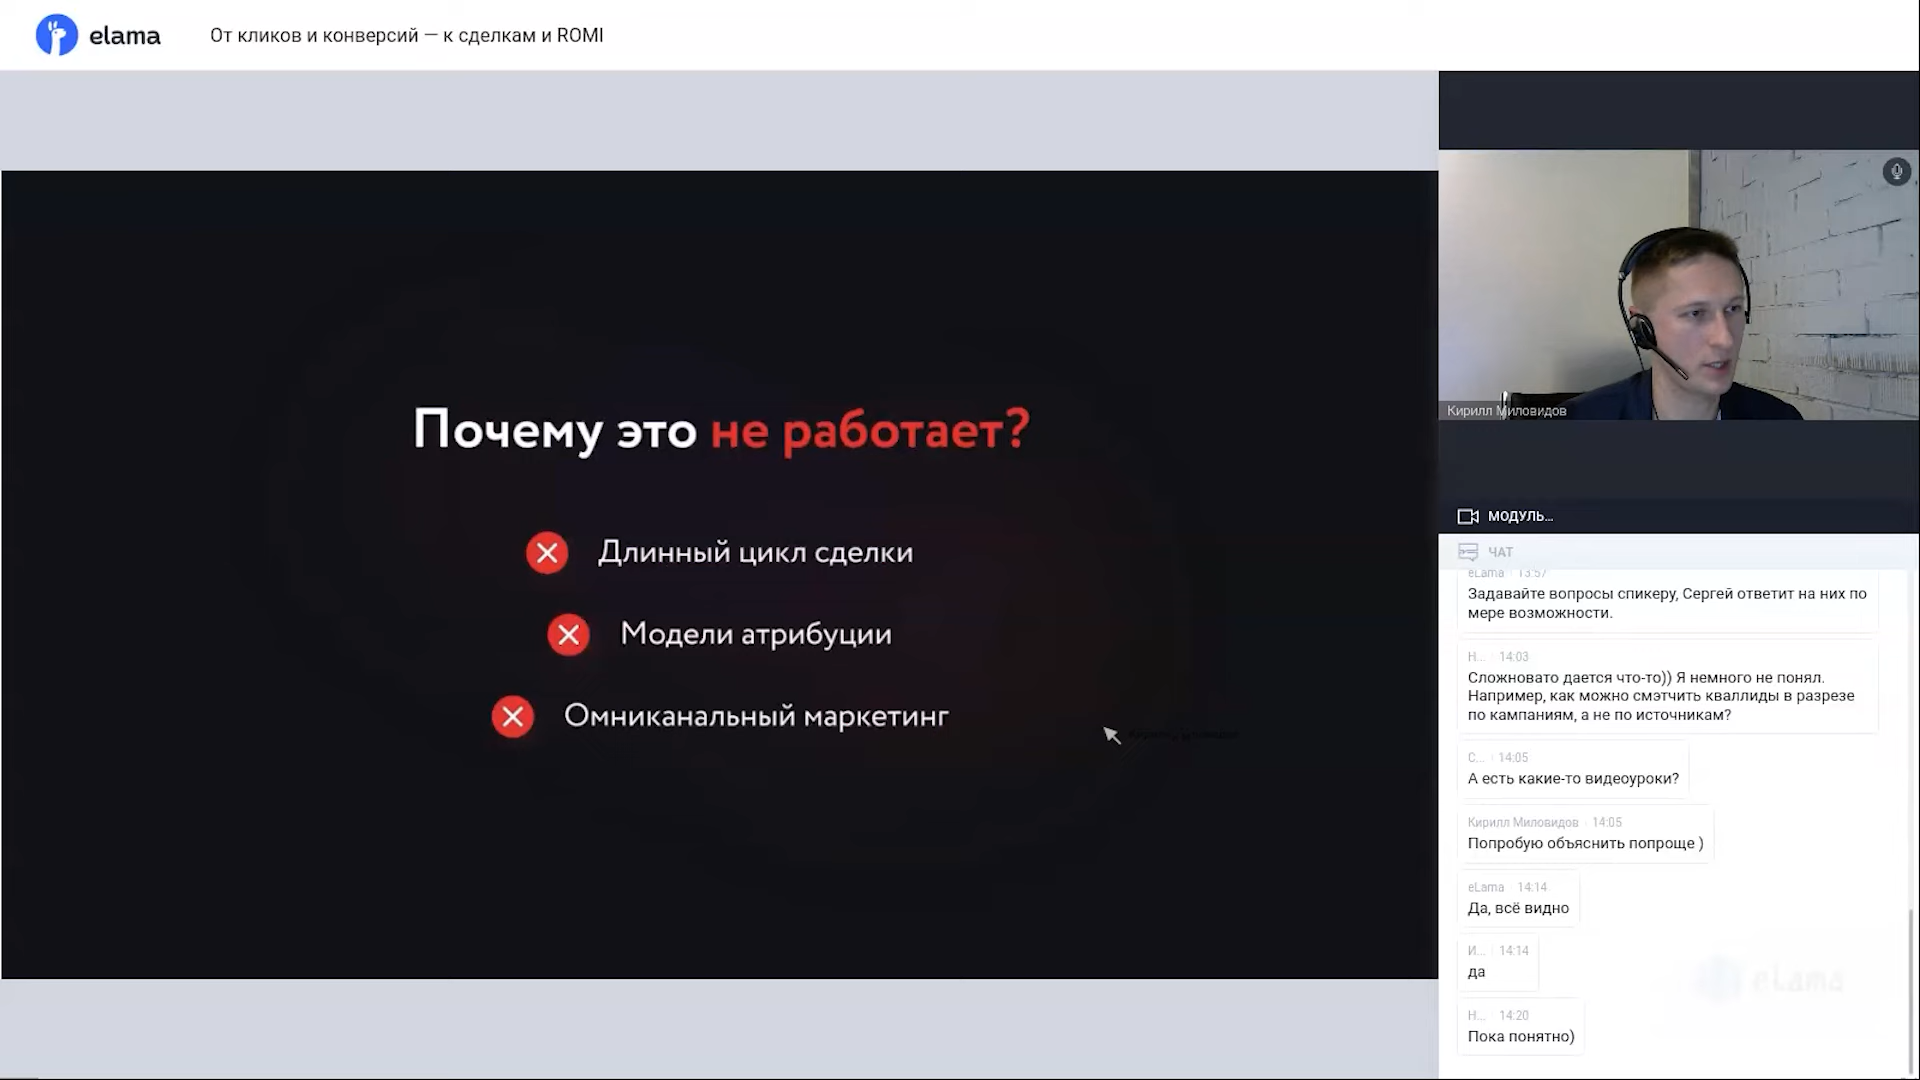 elama
От кликов и конверсий — к сделкам и ROMI
Почему это не работает?
Длинный цикл сделки
Модели атрибуции
Омниканальный маркетинг
Кирилл Миловидов
МОДУЛЬ...
ЧАТ
eLama 13:57
Задавайте вопросы спикеру, Сергей ответит на них по
мере возможности.
Н... 14:03
Сложновато дается что-то)) Я немного не понял.
Например, как можно смэтчить кваллиды в разрезе
по кампаниям, а не по источникам?
С... 14:05
А есть какие-то видеоуроки?
Кирилл Миловидов 14:05
Попробую объяснить попроще )
eLama 14:14
Да, всё видно
И... 14:14
да
Н... 14:20
Пока понятно)
eLama